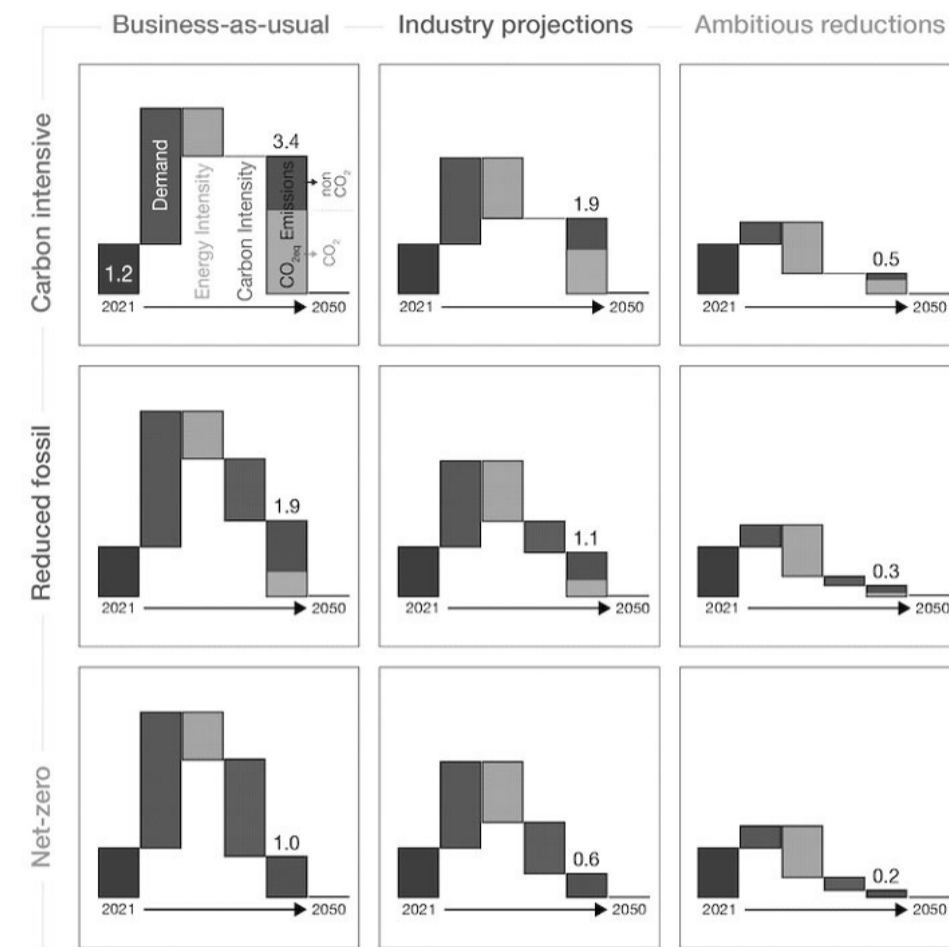 Business-as-usual
Industry projections
Ambitious reductions
Carbon intensive
1.2
Demand
Energy Intensity
Carbon Intensity
3.4
CO2eq Emissions
non
CO2
CO2
2021
2050
1.9
2021
2050
0.5
2021
2050
Reduced fossil
1.9
2021
2050
1.1
2021
2050
0.3
2021
2050
Net-zero
1.0
2021
2050
0.6
2021
2050
0.2
2021
2050